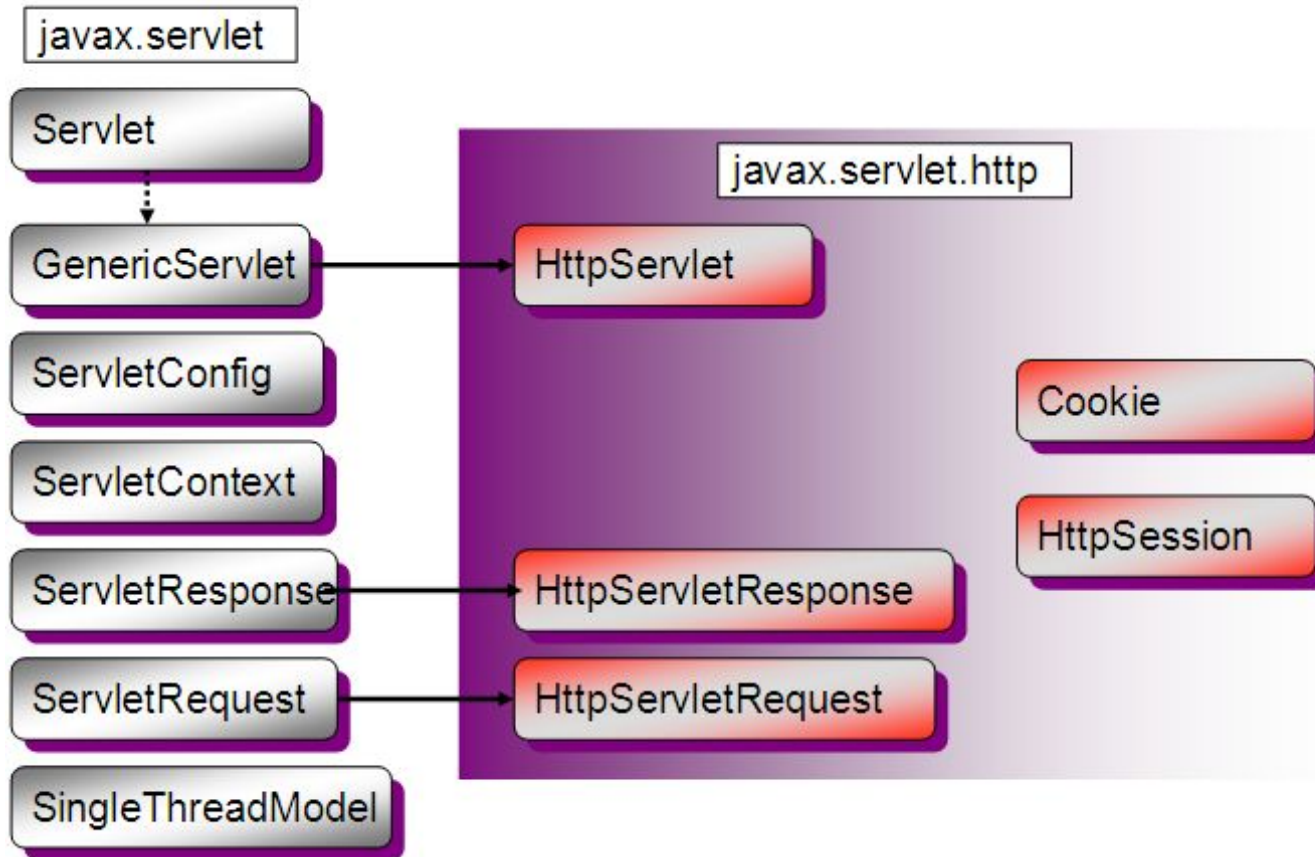 javax.servlet
Servlet
javax.servlet.http
GenericServlet
HttpServlet
ServletConfig
Cookie
ServletContext
HttpSession
ServletResponse
HttpServletResponse
ServletRequest
HttpServletRequest
SingleThreadModel